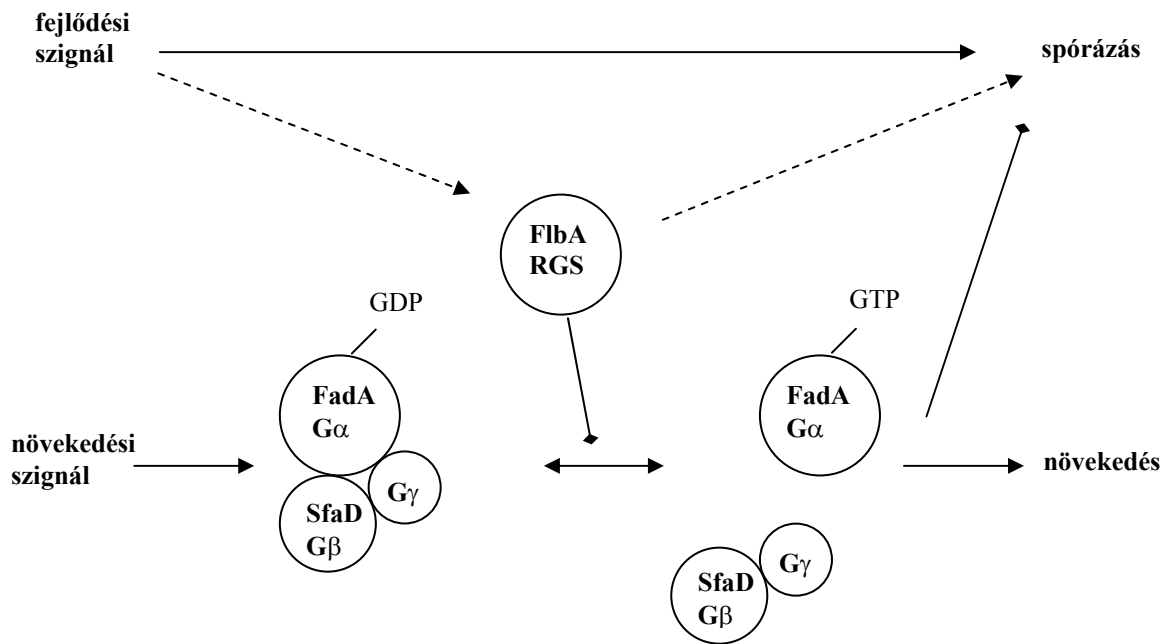 fejlődési
szignál
spórázás
FlbA
RGS
GDP
GTP
FadA
Gα
FadA
Gα
növekedési
szignál
növekedés
Gγ
SfaD
Gβ
Gγ
SfaD
Gβ